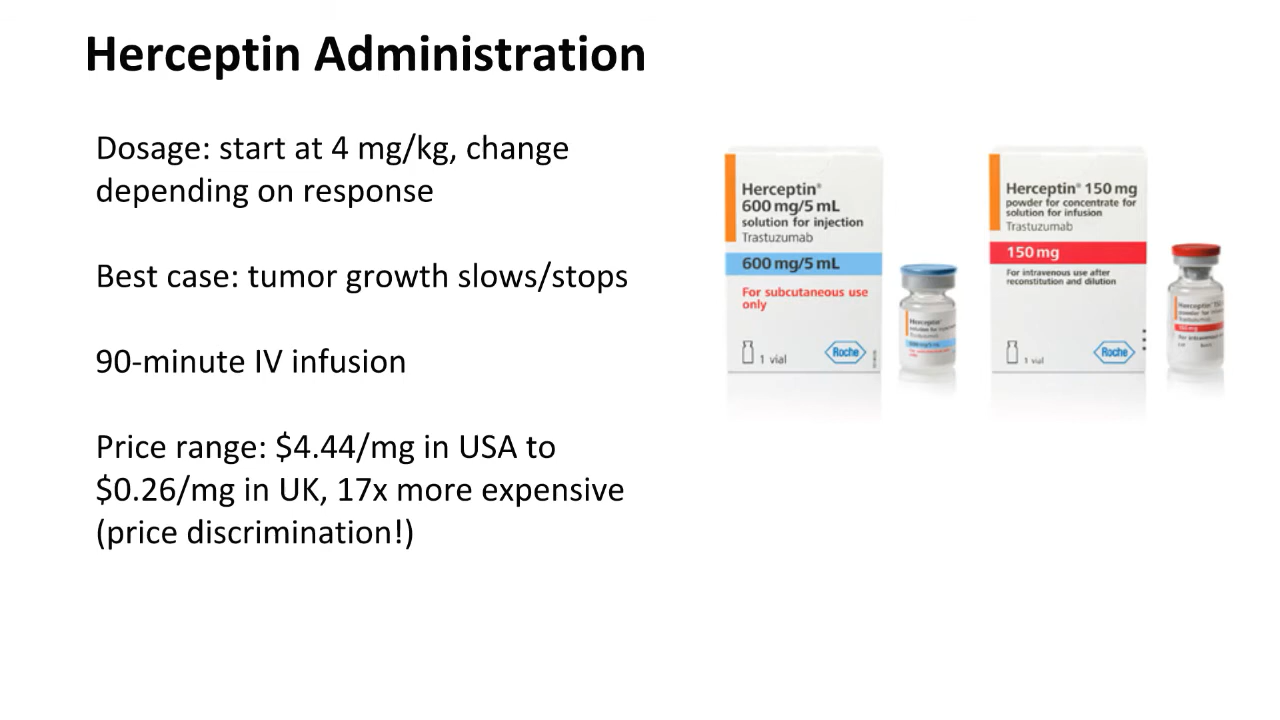 Herceptin Administration
Dosage: start at 4 mg/kg, change
depending on response
Best case: tumor growth slows/stops
90-minute IV infusion
Price range: $4.44/mg in USA to
$0.26/mg in UK, 17x more expensive
(price discrimination!)
Herceptin®
600 mg/5 mL
solution for injection
Trastuzumab
600 mg/5 mL
For subcutaneous use
only
1 vial
Roche
Herceptin®
Herceptin® 150 mg
powder for concentrate for
solution for infusion
Trastuzumab
150 mg
For intravenous use after
reconstitution and dilution
1 vial
Roche